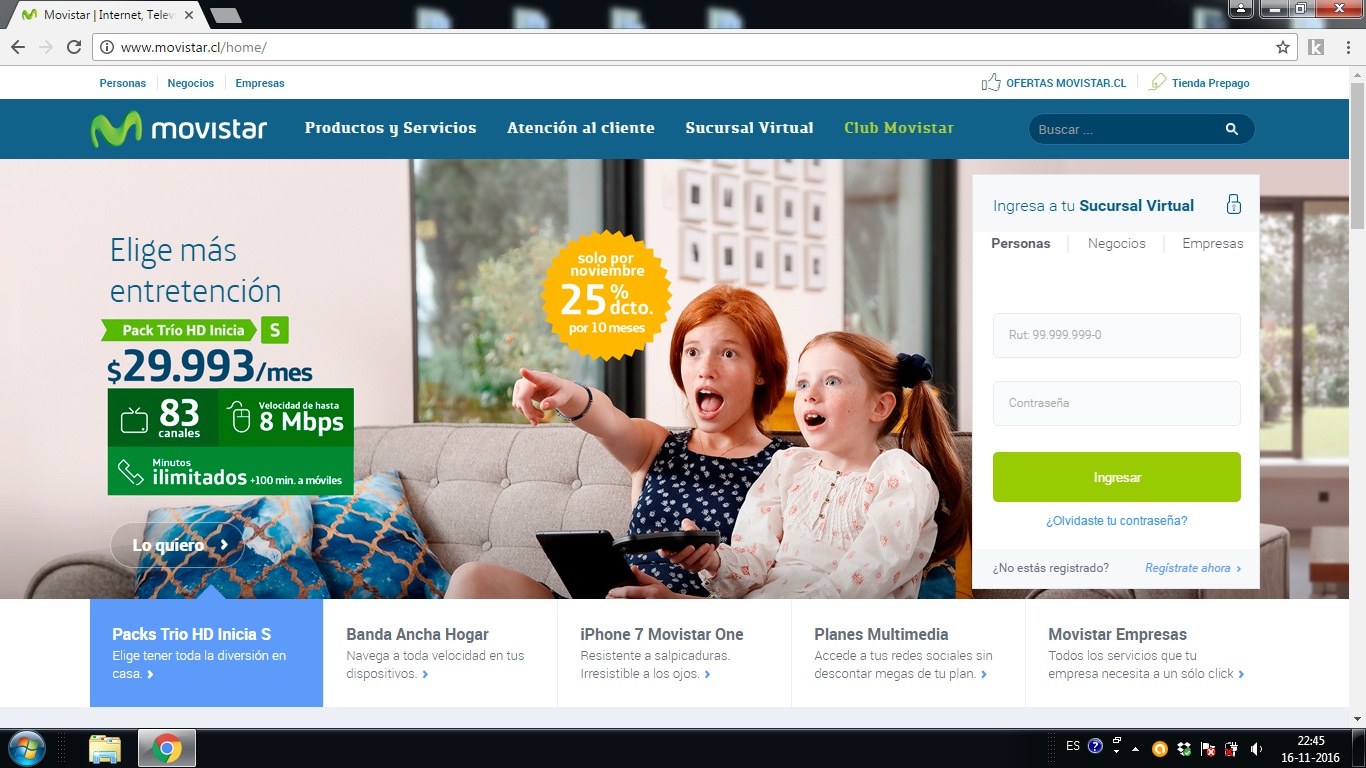 Movistar | Internet, Telev
www.movistar.cl/home/
Personas
Negocios
Empresas
OFERTAS MOVISTAR.CL
Tienda Prepago
movistar
Productos y Servicios
Atención al cliente
Sucursal Virtual
Club Movistar
Buscar ...
Elige más
entretención
Pack Trío HD Inicia S
$29.993/mes
83
canales
Velocidad de hasta
8 Mbps
Minutos
ilimitados +100 min. a móviles
Lo quiero
solo por
noviembre
25% dcto.
por 10 meses
Ingresa a tu Sucursal Virtual
Personas
Negocios
Empresas
Rut: 99.999.999-0
Contraseña
Ingresar
¿Olvidaste tu contraseña?
¿No estás registrado?
Regístrate ahora
Packs Trio HD Inicia S
Elige tener toda la diversión en
casa.
Banda Ancha Hogar
Navega a toda velocidad en tus
dispositivos.
iPhone 7 Movistar One
Resistente a salpicaduras.
Irresistible a los ojos.
Planes Multimedia
Accede a tus redes sociales sin
descontar megas de tu plan.
Movistar Empresas
Todos los servicios que tu
empresa necesita a un sólo click
ES
22:45
16-11-2016